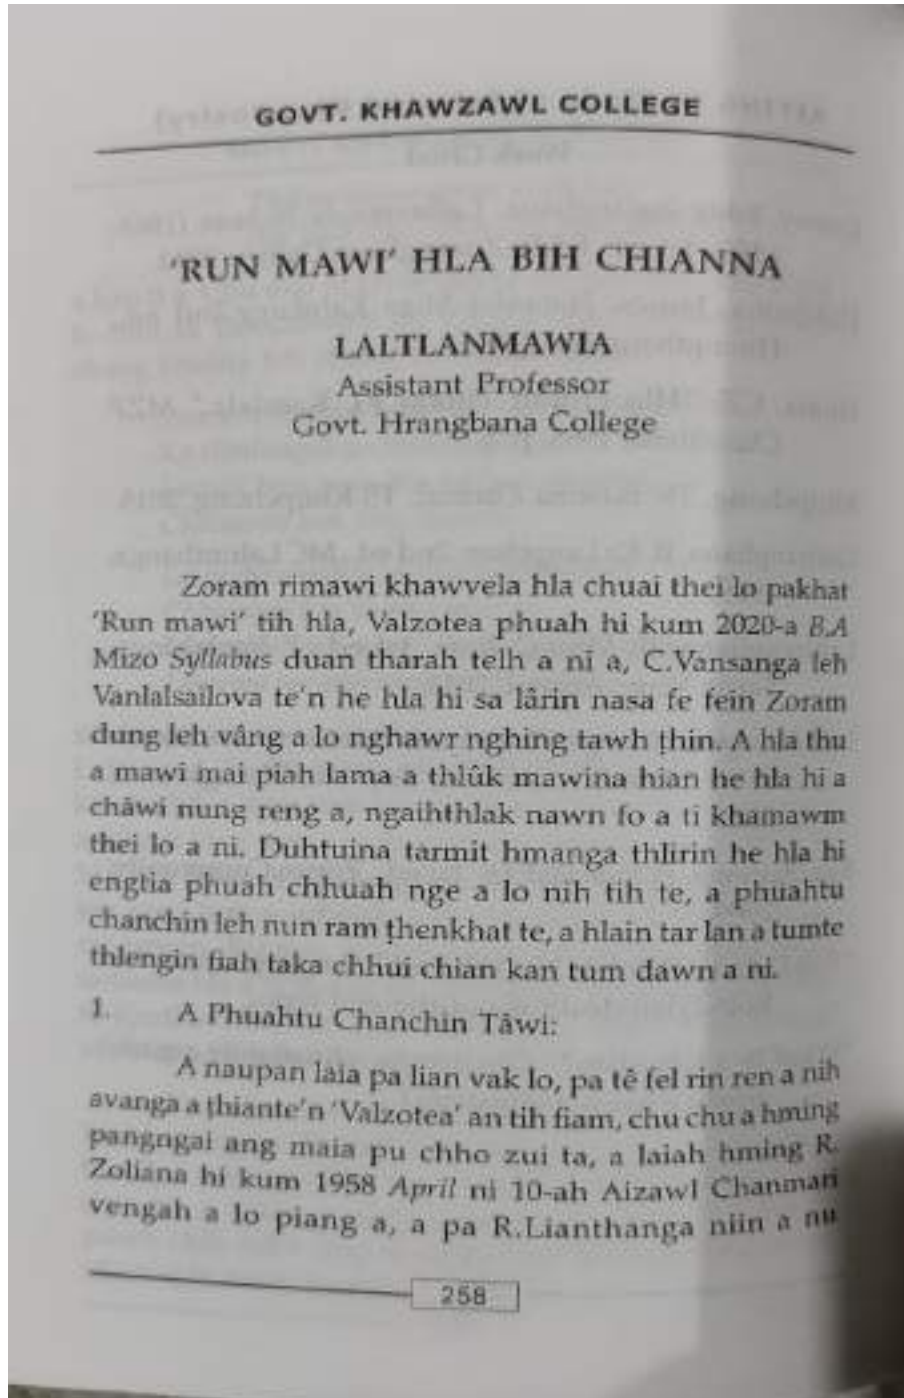 GOVT. KHAWZAWL COLLEGE
'RUN MAWI' HLA BIH CHIANNA
LALTLANMAWIA
Assistant Professor
Govt. Hrangbana College
Zoram rimawi khawvela hla chuai thei lo pakhat
'Run mawi' tih hla, Valzotea phuah hi kum 2020-a B.A
Mizo Syllabus duan tharah telh a ni a, C.Vansanga leh
Vanlalsailova te'n he hla hi sa lârin nasa fe fein Zoram
dung leh vâng a lo nghawr nghing tawh ṭhin. A hla thu
a mawi mai piah lama a thlûk mawina hian he hla hi a
châwi nung reng a, ngaihthlak nawn fo a ti khamawm
thei lo a ni. Duhtuina tarmit hmanga thlirin he hla hi
engtia phuah chhuah nge a lo nih tih te, a phuahtu
chanchin leh nun ram ṭhenkhat te, a hlain tar lan a tumte
thlengin fiah taka chhui chian kan tum dawn a ni.
1. A Phuahtu Chanchin Tâwi:
A naupan laia pa lian vak lo, pa tê fel rin ren a nih
avanga a ṭhiante'n 'Valzotea' an tih fiam, chu chu a hming
pangngai ang maia pu chho zui ta, a laiah hming R.
Zoliana hi kum 1958 April ni 10-ah Aizawl Chanmari
vengah a lo piang a, a pa R.Lianthanga niin a nu
258